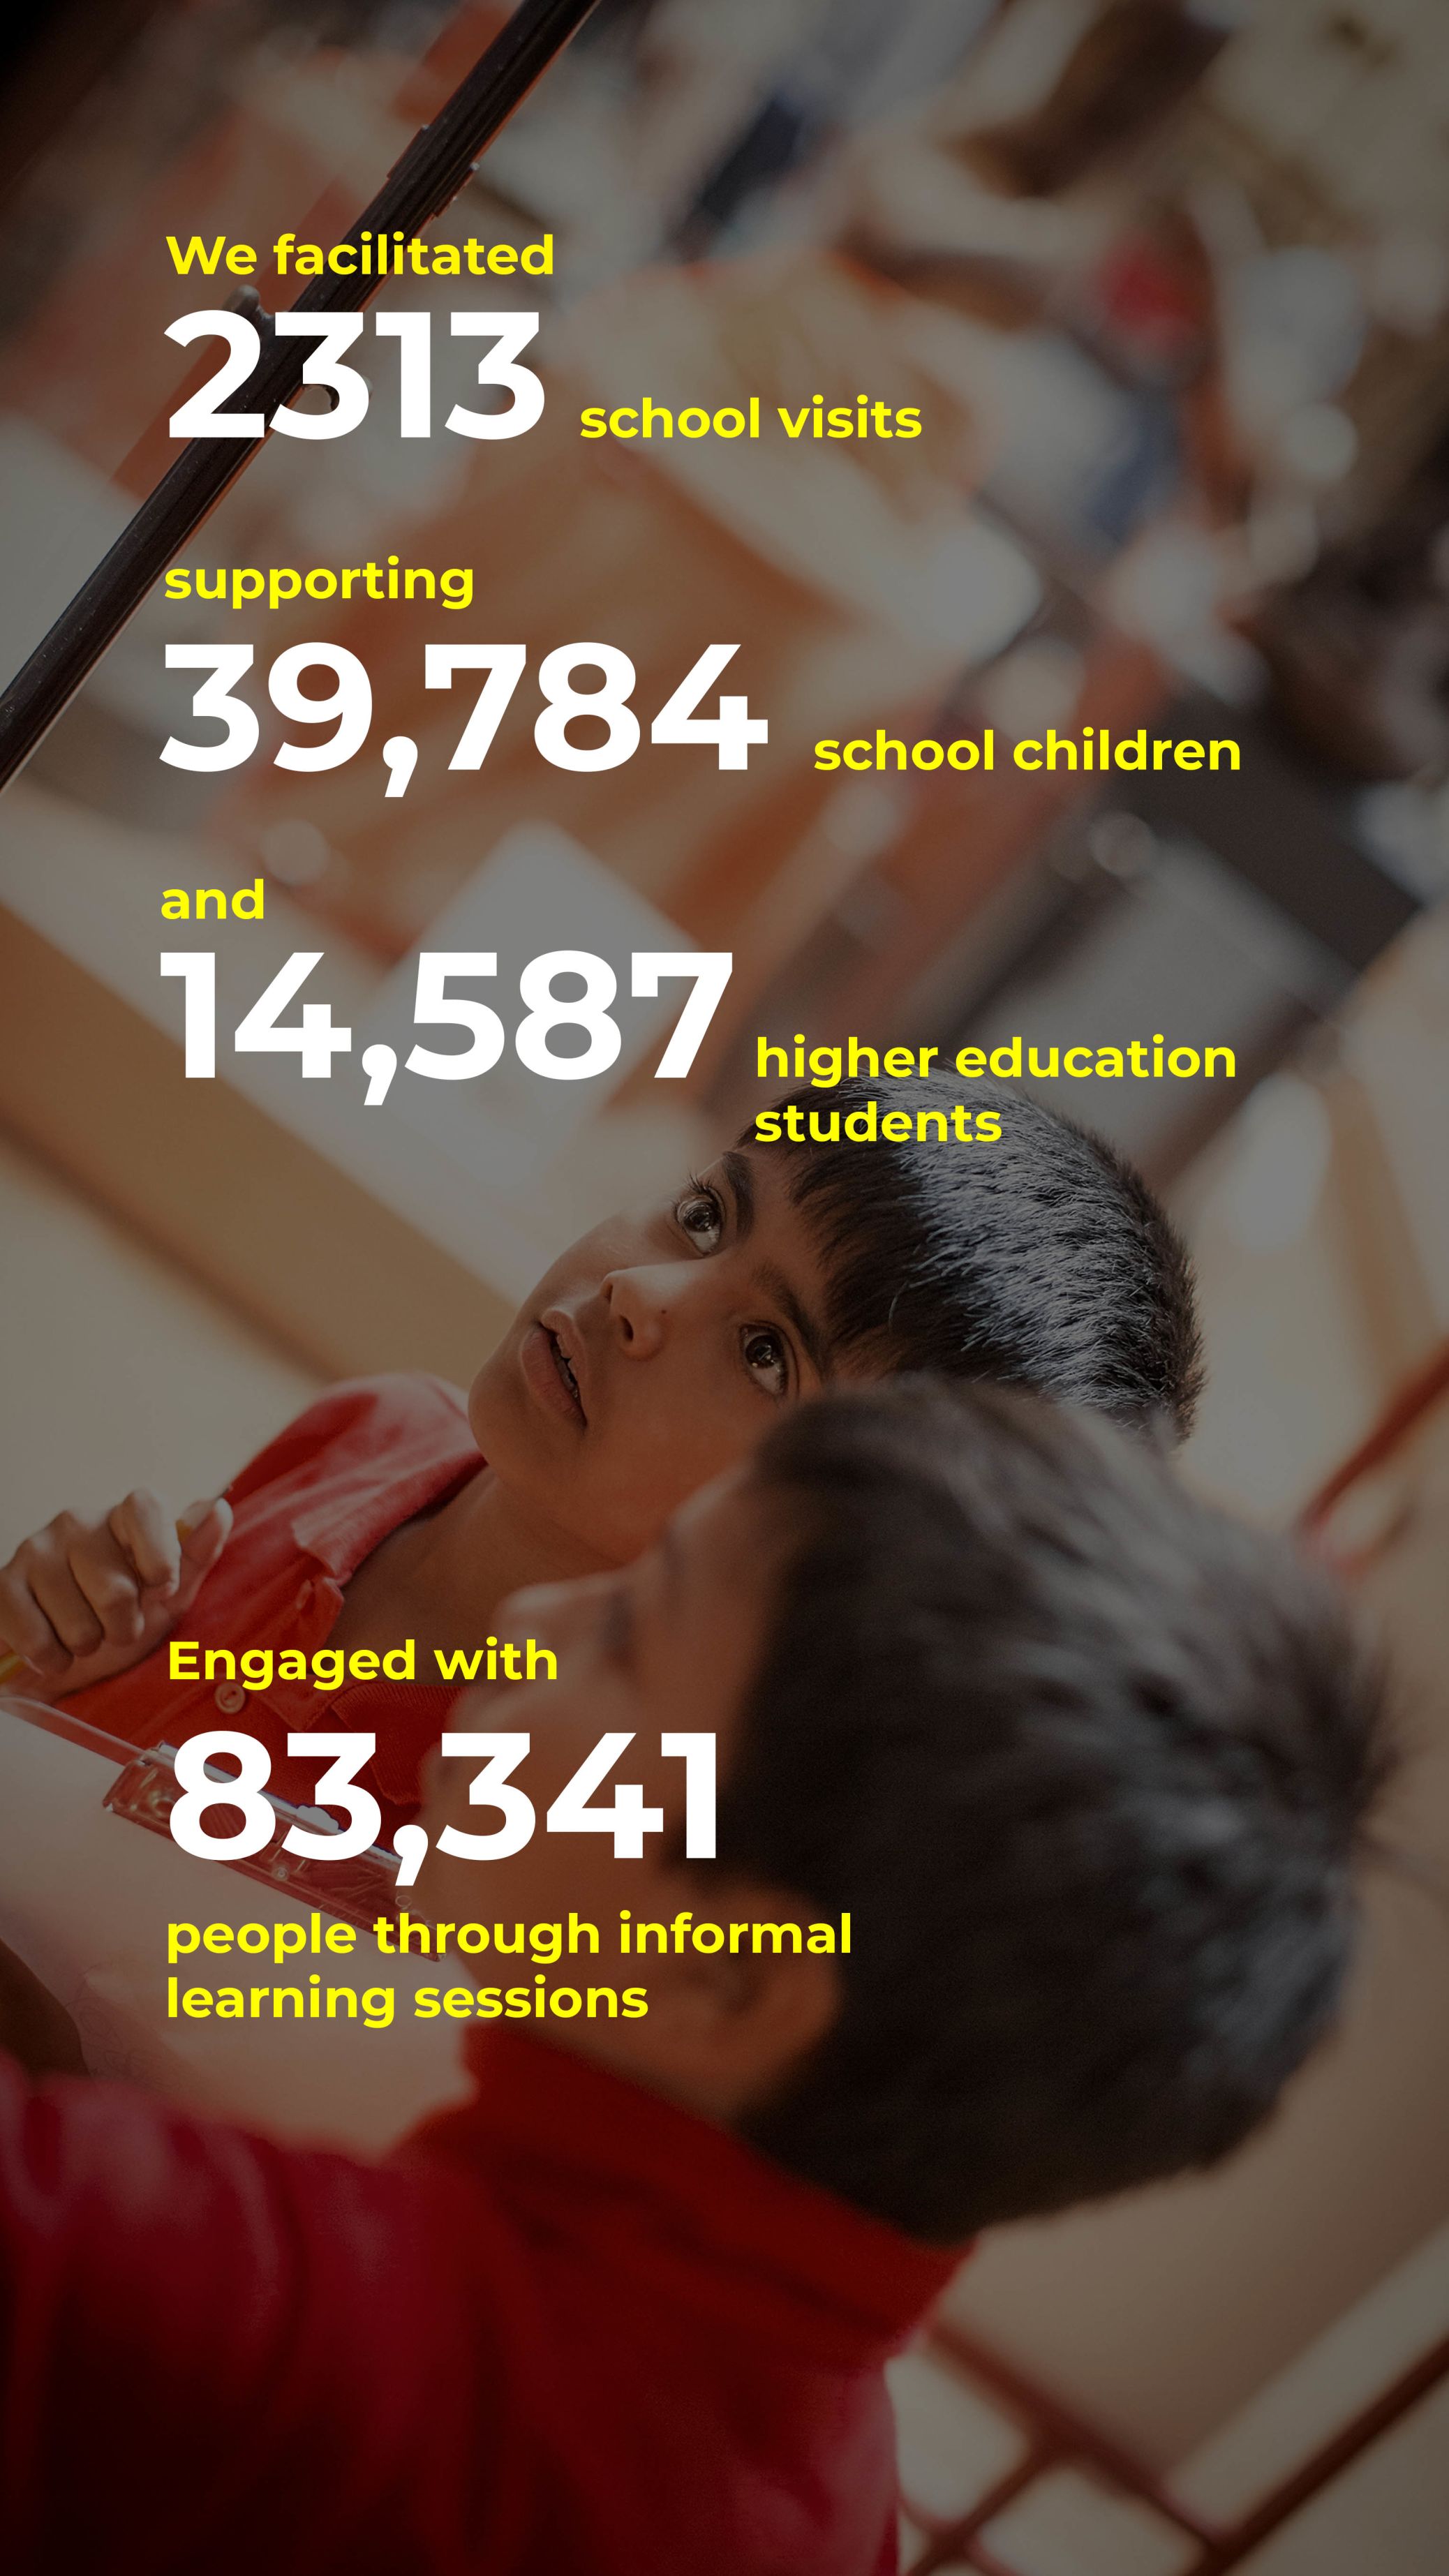 We facilitated
2313 school visits
supporting
39,784 school children
and
14,587 higher education
students
Engaged with
83,341
people through informal
learning sessions